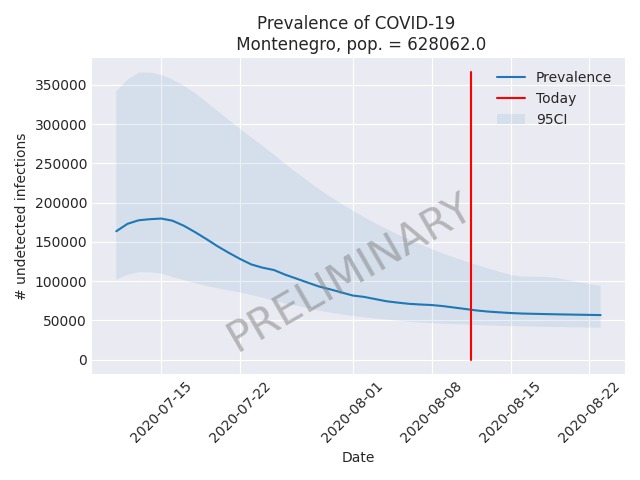 Prevalence of COVID-19
Montenegro, pop. = 628062.0
Prevalence
Today
95CI
# undetected infections
350000
300000
250000
200000
150000
100000
50000
0
PRELIMINARY
2020-07-15
2020-07-22
2020-08-01
2020-08-08
2020-08-15
2020-08-22
Date